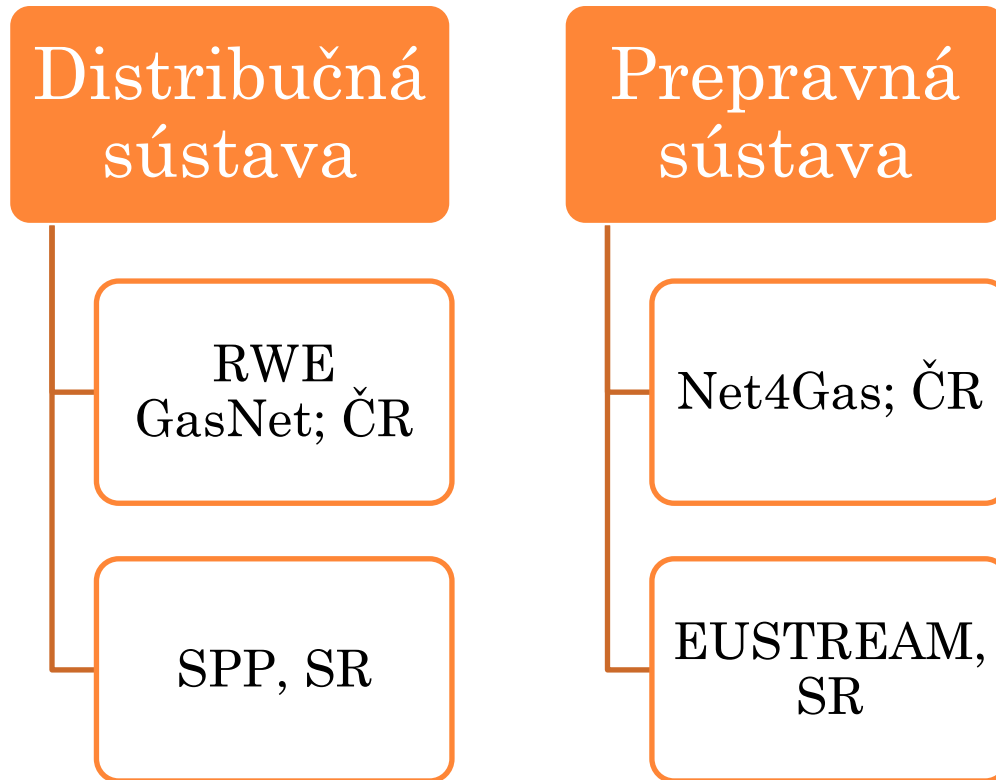 Distribučná
sústava
RWE
GasNet; ČR
SPP, SR
Prepravná
sústava
Net4Gas; ČR
EUSTREAM,
SR